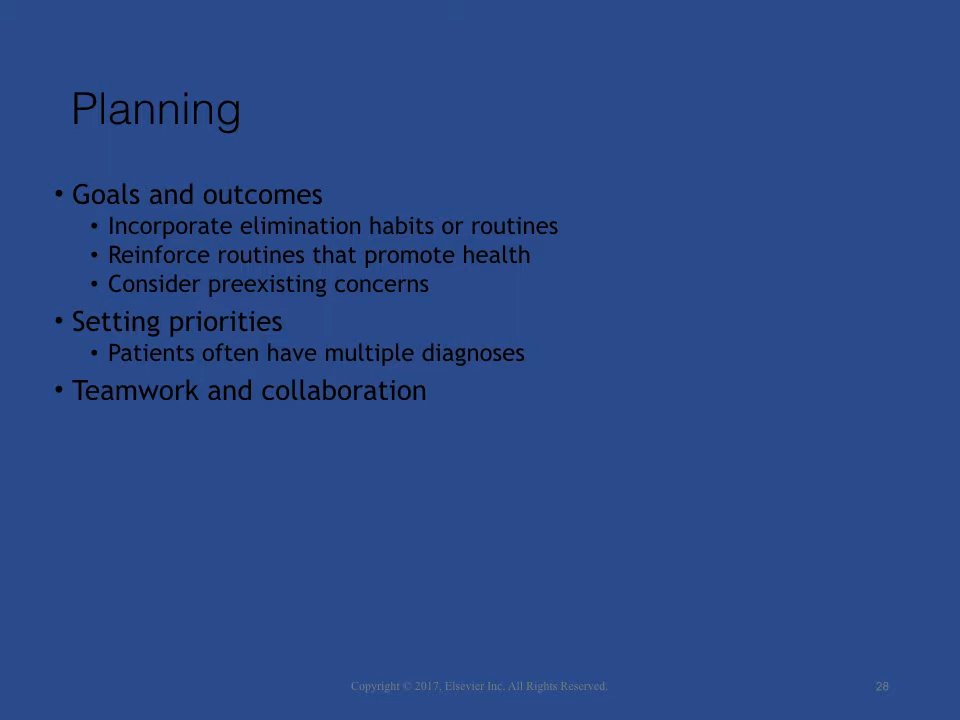 Planning
• Goals and outcomes
• Incorporate elimination habits or routines
• Reinforce routines that promote health
• Consider preexisting concerns
• Setting priorities
• Patients often have multiple diagnoses
• Teamwork and collaboration
Copyright © 2017, Elsevier Inc. All Rights Reserved.
28